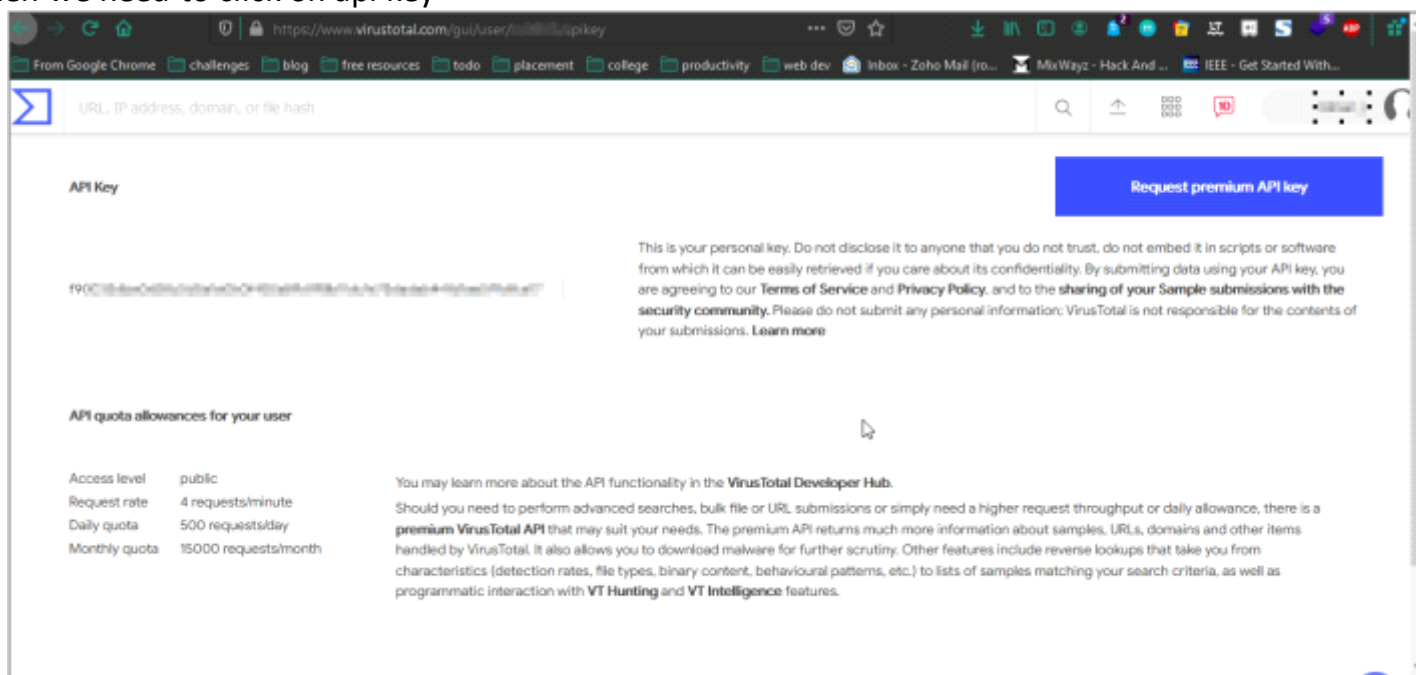 en we need to click on api key
https://www.virustotal.com/gui/user/ pikey
From Google Chrome challenges blog free resources todo placement college productivity web dev Inbox - Zoho Mail (ro... MixWayz - Hack And ... IEEE - Get Started With...
URL, IP address, domain, or file hash
API Key
Request premium API key
This is your personal key. Do not disclose it to anyone that you do not trust, do not embed it in scripts or software
from which it can be easily retrieved if you care about its confidentiality. By submitting data using your API key, you
are agreeing to our Terms of Service and Privacy Policy, and to the sharing of your Sample submissions with the
security community. Please do not submit any personal information; VirusTotal is not responsible for the contents of
your submissions. Learn more
f90
API quota allowances for your user
Access level public
Request rate 4 requests/minute
Daily quota 500 requests/day
Monthly quota 15000 requests/month
You may learn more about the API functionality in the VirusTotal Developer Hub.
Should you need to perform advanced searches, bulk file or URL submissions or simply need a higher request throughput or daily allowance, there is a
premium VirusTotal API that may suit your needs. The premium API returns much more information about samples, URLs, domains and other items
handled by VirusTotal. It also allows you to download malware for further scrutiny. Other features include reverse lookups that take you from
characteristics (detection rates, file types, binary content, behavioural patterns, etc.) to lists of samples matching your search criteria, as well as
programmatic interaction with VT Hunting and VT Intelligence features.